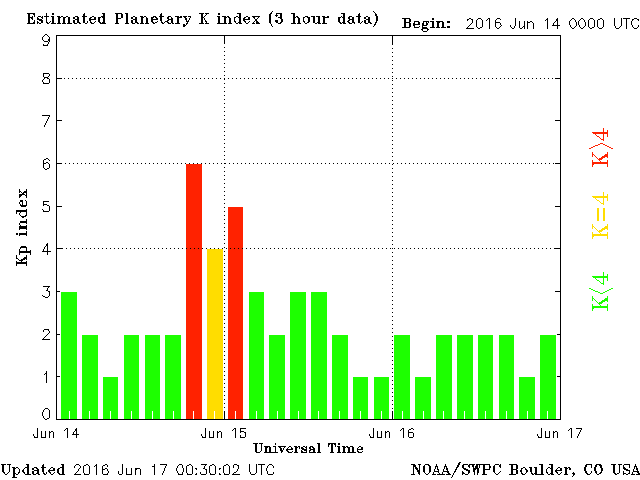 Estimated Planetary K index (3 hour data)
Begin: 2016 Jun 14 0000 UTC
9
8
7
6
5
4
3
2
1
0
Kp index
K>4
K=4
K<4
Jun 14
Jun 15
Jun 16
Jun 17
Universal Time
Updated 2016 Jun 17 00:30:02 UTC
NOAA/SWPC Boulder, CO USA